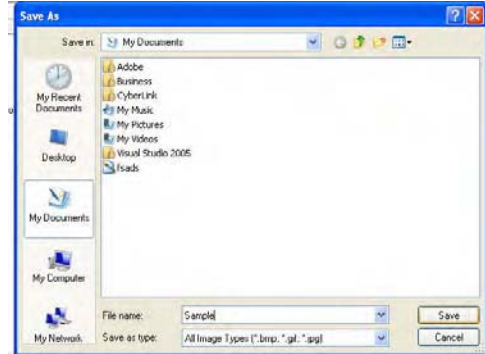 Save As
Save in: My Documents
Adobe
Business
CyberLink
My Music
My Pictures
My Videos
Visual Studio 2005
fsads
My Recent
Documents
Desktop
My Documents
My Computer
My Network
File name: Sample
Save
Save as type: All Image Types (*.bmp, *.gif, *.jpg)
Cancel